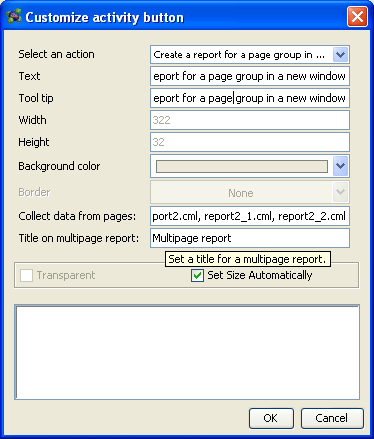 Customize activity button
Select an action Create a report for a page group in ...
Text eport for a page group in a new window
Tool tip eport for a page group in a new window
Width 322
Height 32
Background color
Border None
Collect data from pages: port2.cml, report2_1.cml, report2_2.cml
Title on multipage report: Multipage report
Set a title for a multipage report.
Transparent Set Size Automatically
OK Cancel